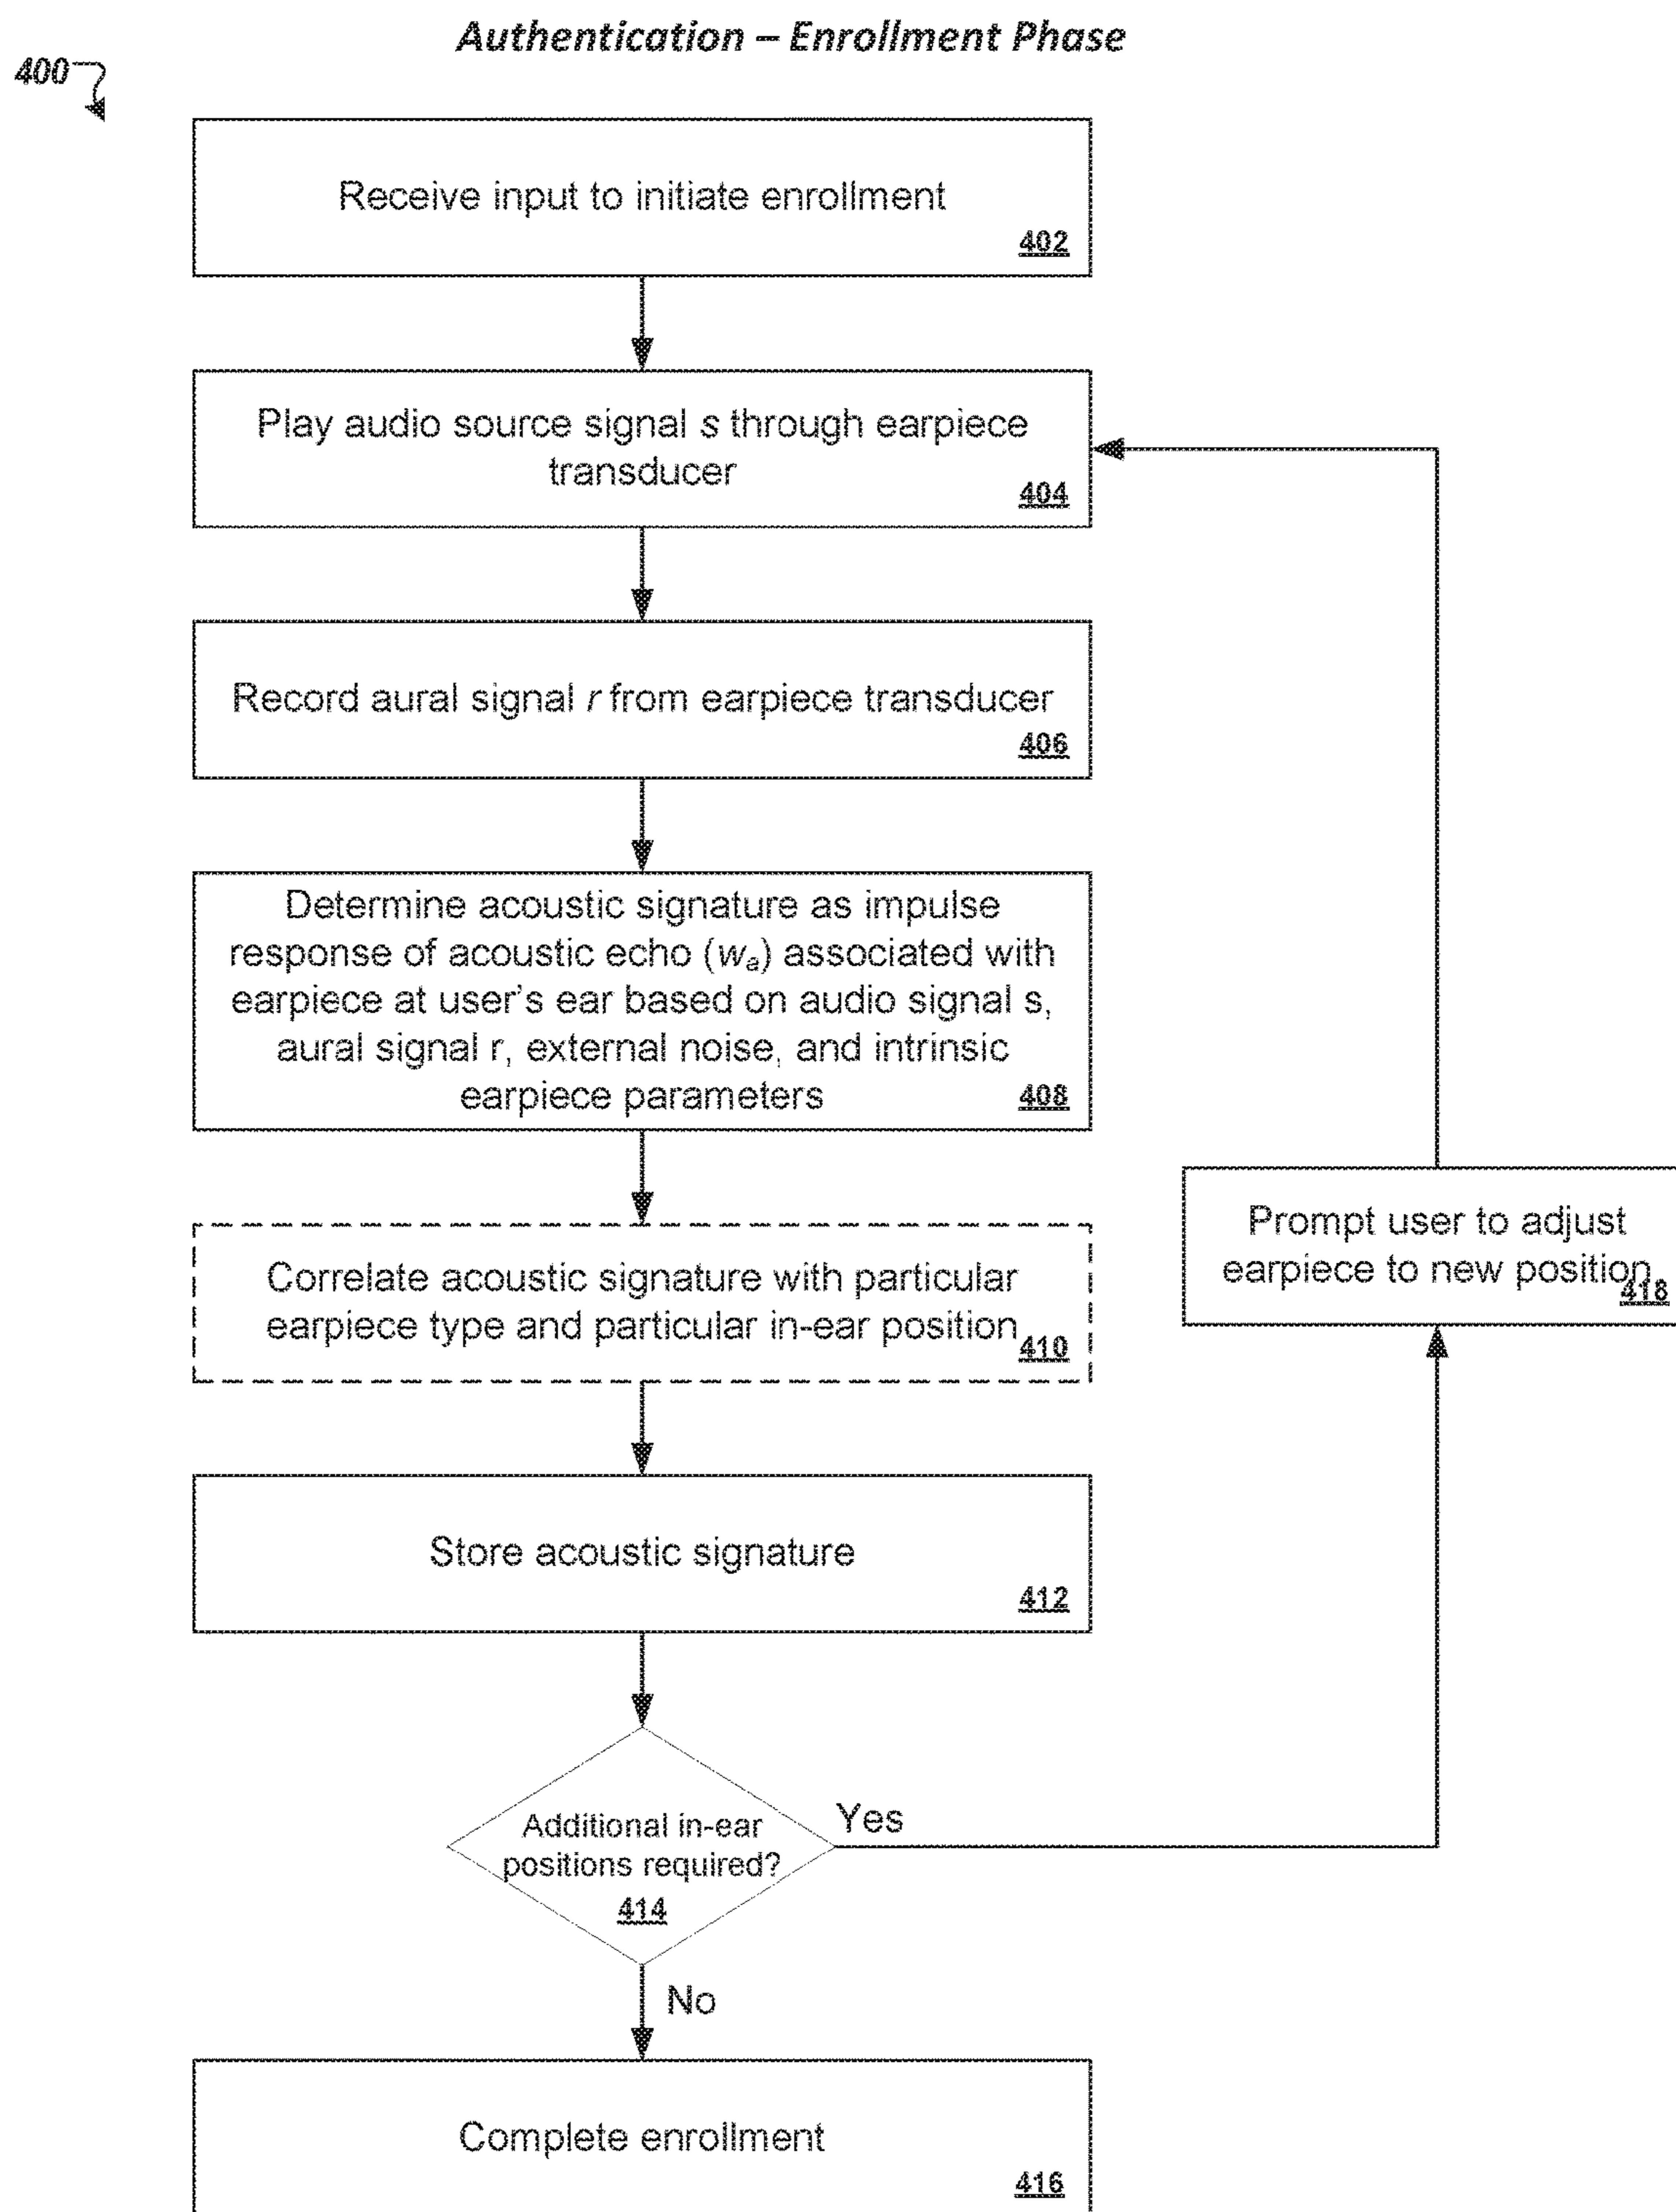 Authentication – Enrollment Phase
400
Receive input to initiate enrollment
402
Play audio source signal s through earpiece
transducer
404
Record aural signal r from earpiece transducer
406
Determine acoustic signature as impulse
response of acoustic echo (wₐ) associated with
earpiece at user's ear based on audio signal s,
aural signal r, external noise, and intrinsic
earpiece parameters
408
Correlate acoustic signature with particular
earpiece type and particular in-ear position
410
Prompt user to adjust
earpiece to new position
418
Store acoustic signature
412
Additional in-ear
positions required?
414
Yes
No
Complete enrollment
416